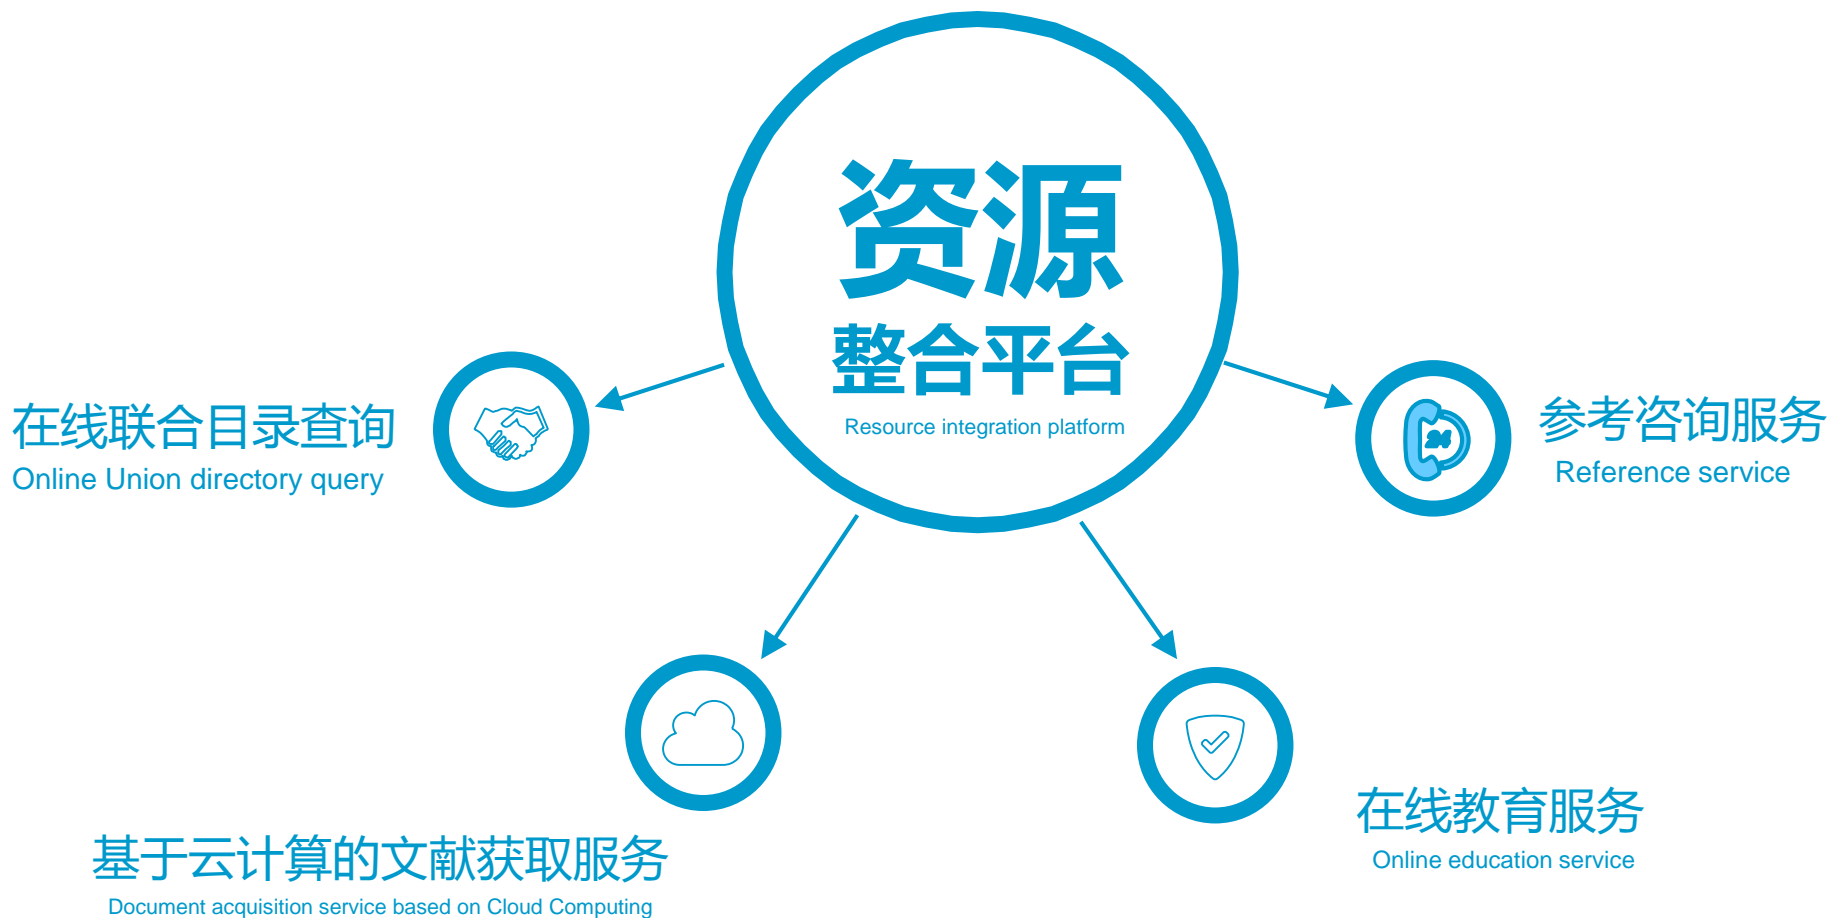 资源
整合平台
Resource integration platform
在线联合目录查询
Online Union directory query
24
参考咨询服务
Reference service
基于云计算的文献获取服务
Document acquisition service based on Cloud Computing
在线教育服务
Online education service